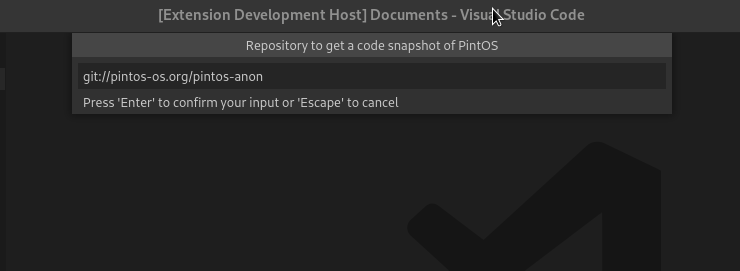 [Extension Development Host] Documents - Visual Studio Code
Repository to get a code snapshot of PintOS
git://pintos-os.org/pintos-anon
Press 'Enter' to confirm your input or 'Escape' to cancel